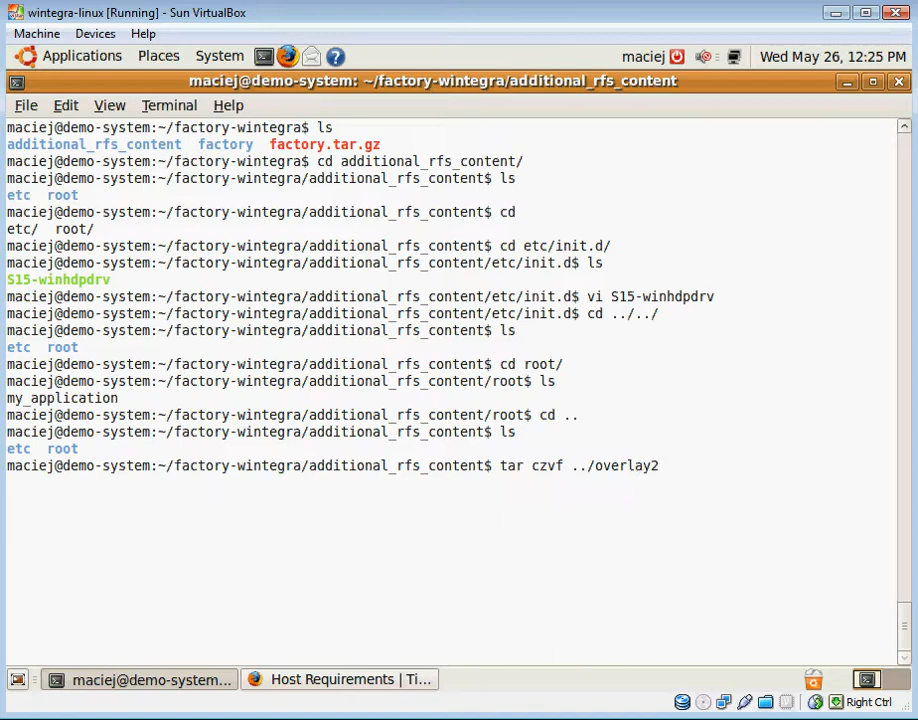 wintegra-linux [Running] - Sun VirtualBox
Machine Devices Help
Applications Places System maciej Wed May 26, 12:25 PM
maciej@demo-system: ~/factory-wintegra/additional_rfs_content
File Edit View Terminal Help
maciej@demo-system:~/factory-wintegra$ ls
additional_rfs_content factory factory.tar.gz
maciej@demo-system:~/factory-wintegra$ cd additional_rfs_content/
maciej@demo-system:~/factory-wintegra/additional_rfs_content$ ls
etc root
maciej@demo-system:~/factory-wintegra/additional_rfs_content$ cd
etc/ root/
maciej@demo-system:~/factory-wintegra/additional_rfs_content$ cd etc/init.d/
maciej@demo-system:~/factory-wintegra/additional_rfs_content/etc/init.d$ ls
S15-winhdpdrv
maciej@demo-system:~/factory-wintegra/additional_rfs_content/etc/init.d$ vi S15-winhdpdrv
maciej@demo-system:~/factory-wintegra/additional_rfs_content/etc/init.d$ cd ../../
maciej@demo-system:~/factory-wintegra/additional_rfs_content$ ls
etc root
maciej@demo-system:~/factory-wintegra/additional_rfs_content$ cd root/
maciej@demo-system:~/factory-wintegra/additional_rfs_content/root$ ls
my_application
maciej@demo-system:~/factory-wintegra/additional_rfs_content/root$ cd ..
maciej@demo-system:~/factory-wintegra/additional_rfs_content$ ls
etc root
maciej@demo-system:~/factory-wintegra/additional_rfs_content$ tar czvf ../overlay2
maciej@demo-system... Host Requirements | Ti...
Right Ctrl